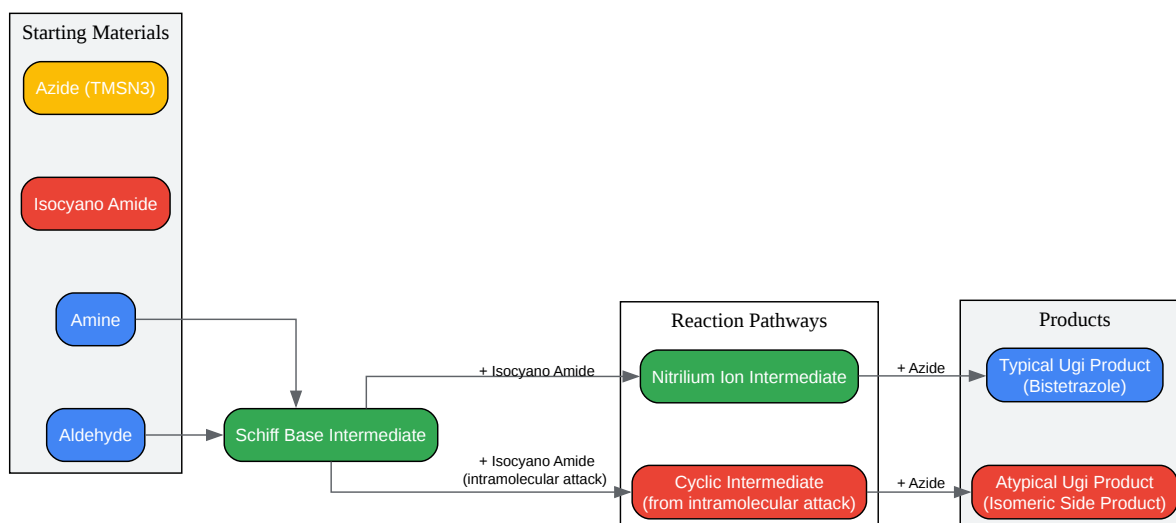 Starting Materials
Azide (TMSN3)
Isocyano Amide
Amine
Aldehyde
Schiff Base Intermediate
+ Isocyano Amide
+ Isocyano Amide
(intramolecular attack)
Reaction Pathways
Nitrilium Ion Intermediate
Cyclic Intermediate
(from intramolecular attack)
+ Azide
+ Azide
Products
Typical Ugi Product
(Bistetrazole)
Atypical Ugi Product
(Isomeric Side Product)